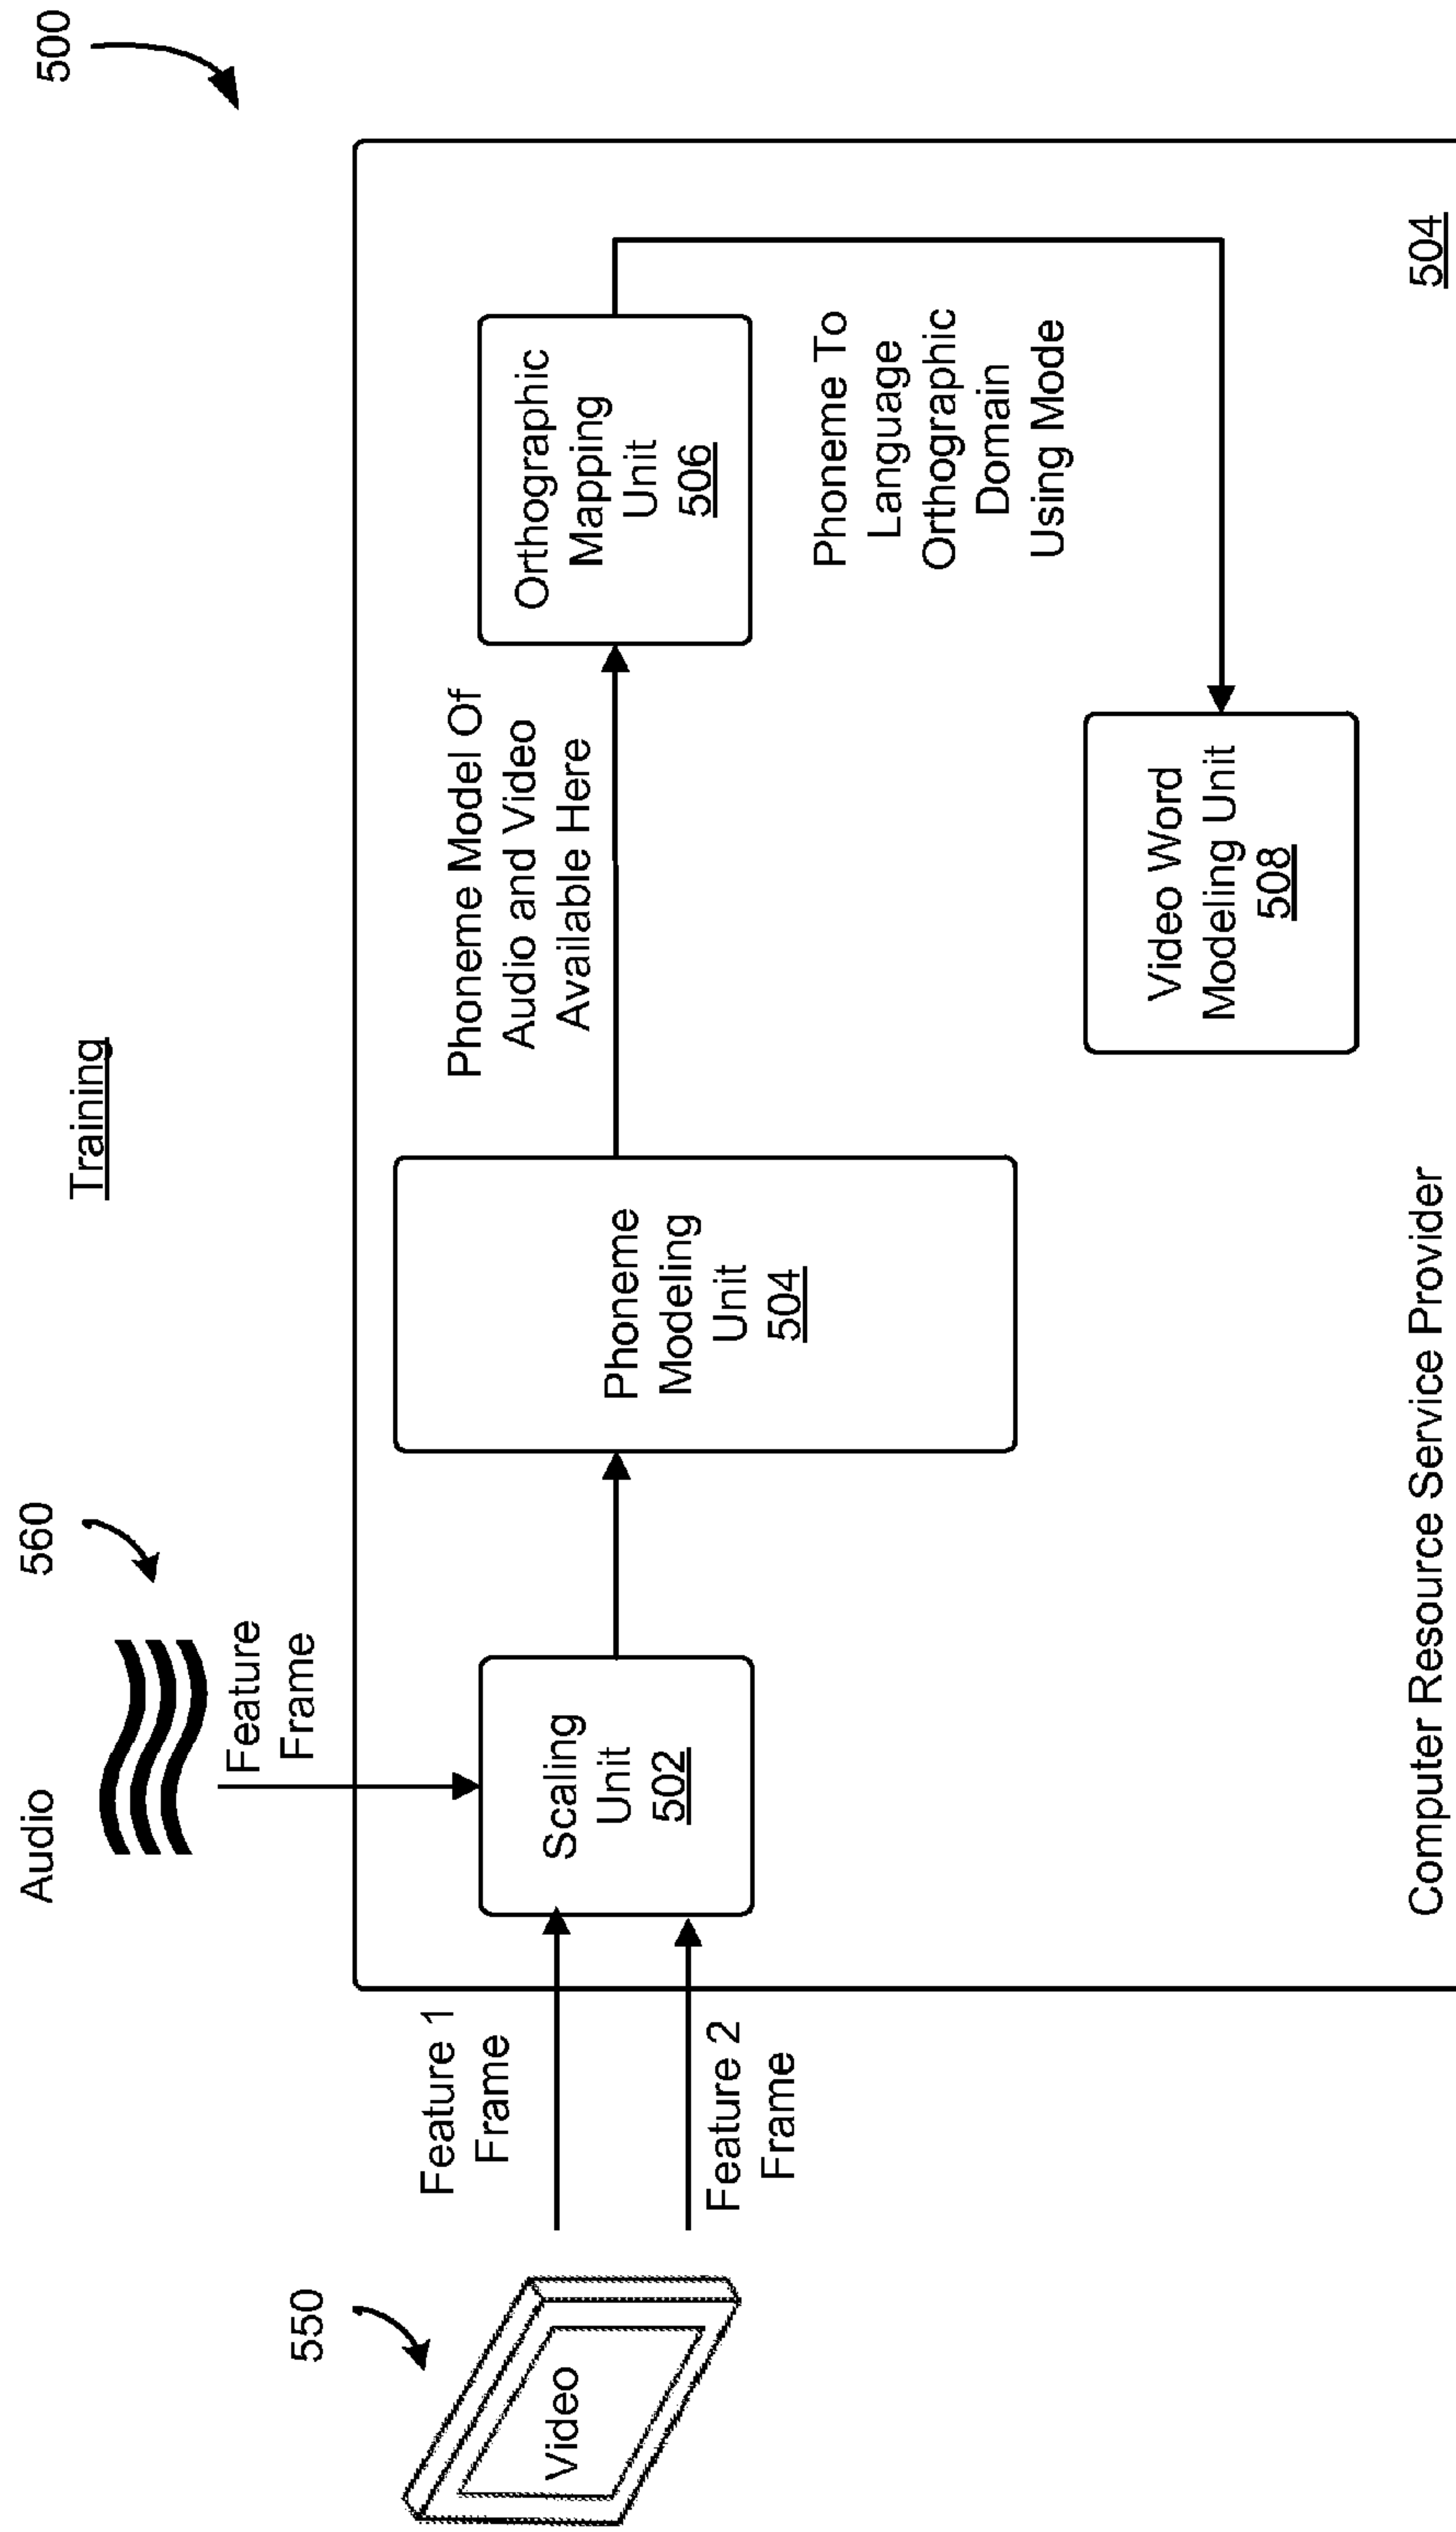 Training
500
Audio
560
Feature
Frame
550
Video
Feature 1
Frame
Feature 2
Frame
Scaling
Unit
502
Phoneme
Modeling
Unit
504
Phoneme Model Of
Audio and Video
Available Here
Orthographic
Mapping
Unit
506
Phoneme To
Language
Orthographic
Domain
Using Mode
Video Word
Modeling Unit
508
Computer Resource Service Provider
504